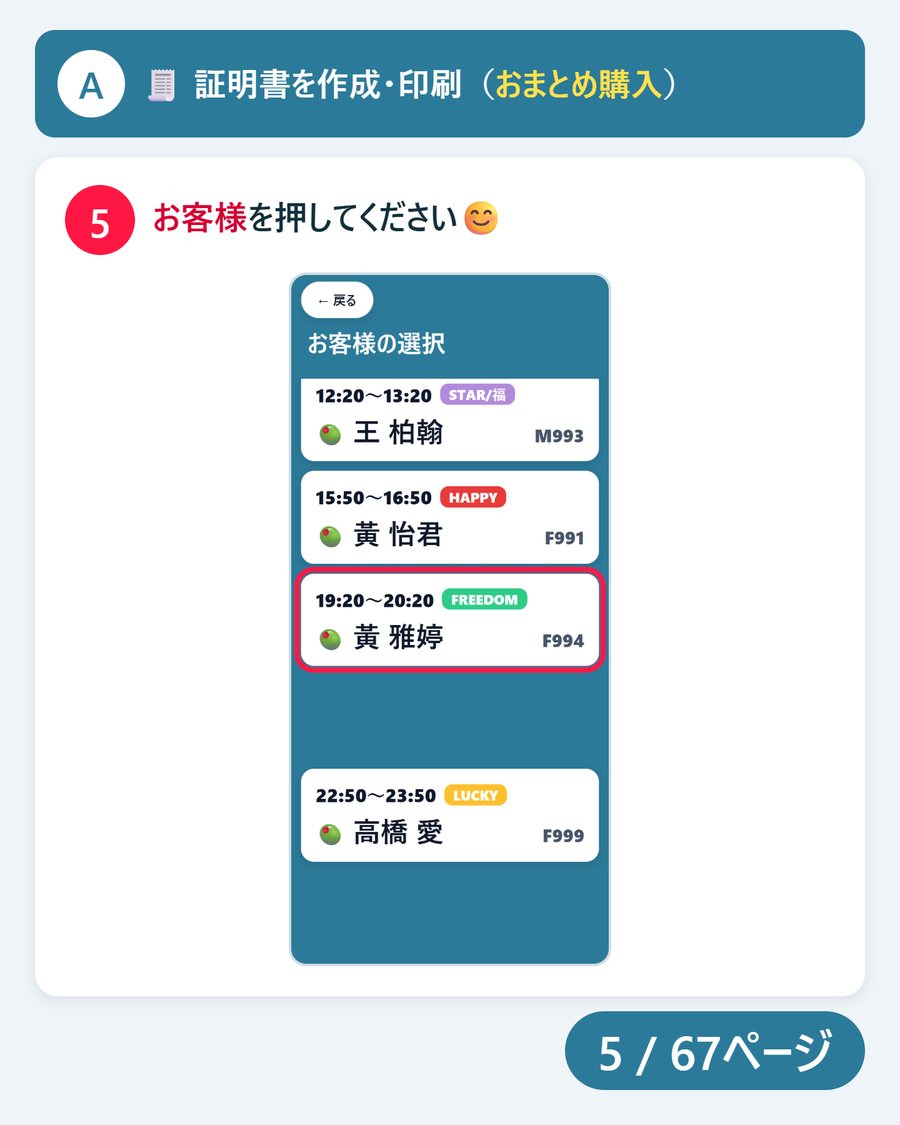 A 証明書を作成・印刷（おまとめ購入）
5 お客様を押してください
← 戻る
お客様の選択
12:20～13:20 STAR/福
王 柏翰 M993
15:50～16:50 HAPPY
黃 怡君 F991
19:20～20:20 FREEDOM
黃 雅婷 F994
22:50～23:50 LUCKY
高橋 愛 F999
5 / 67ページ